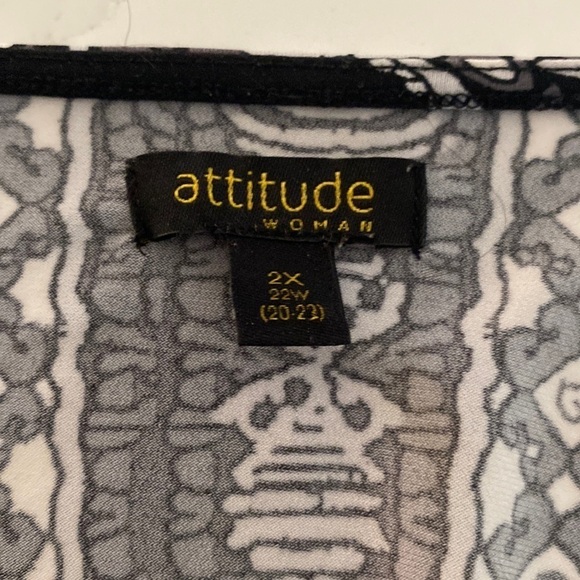 attitude
WOMAN
2X
22W
(20-23)